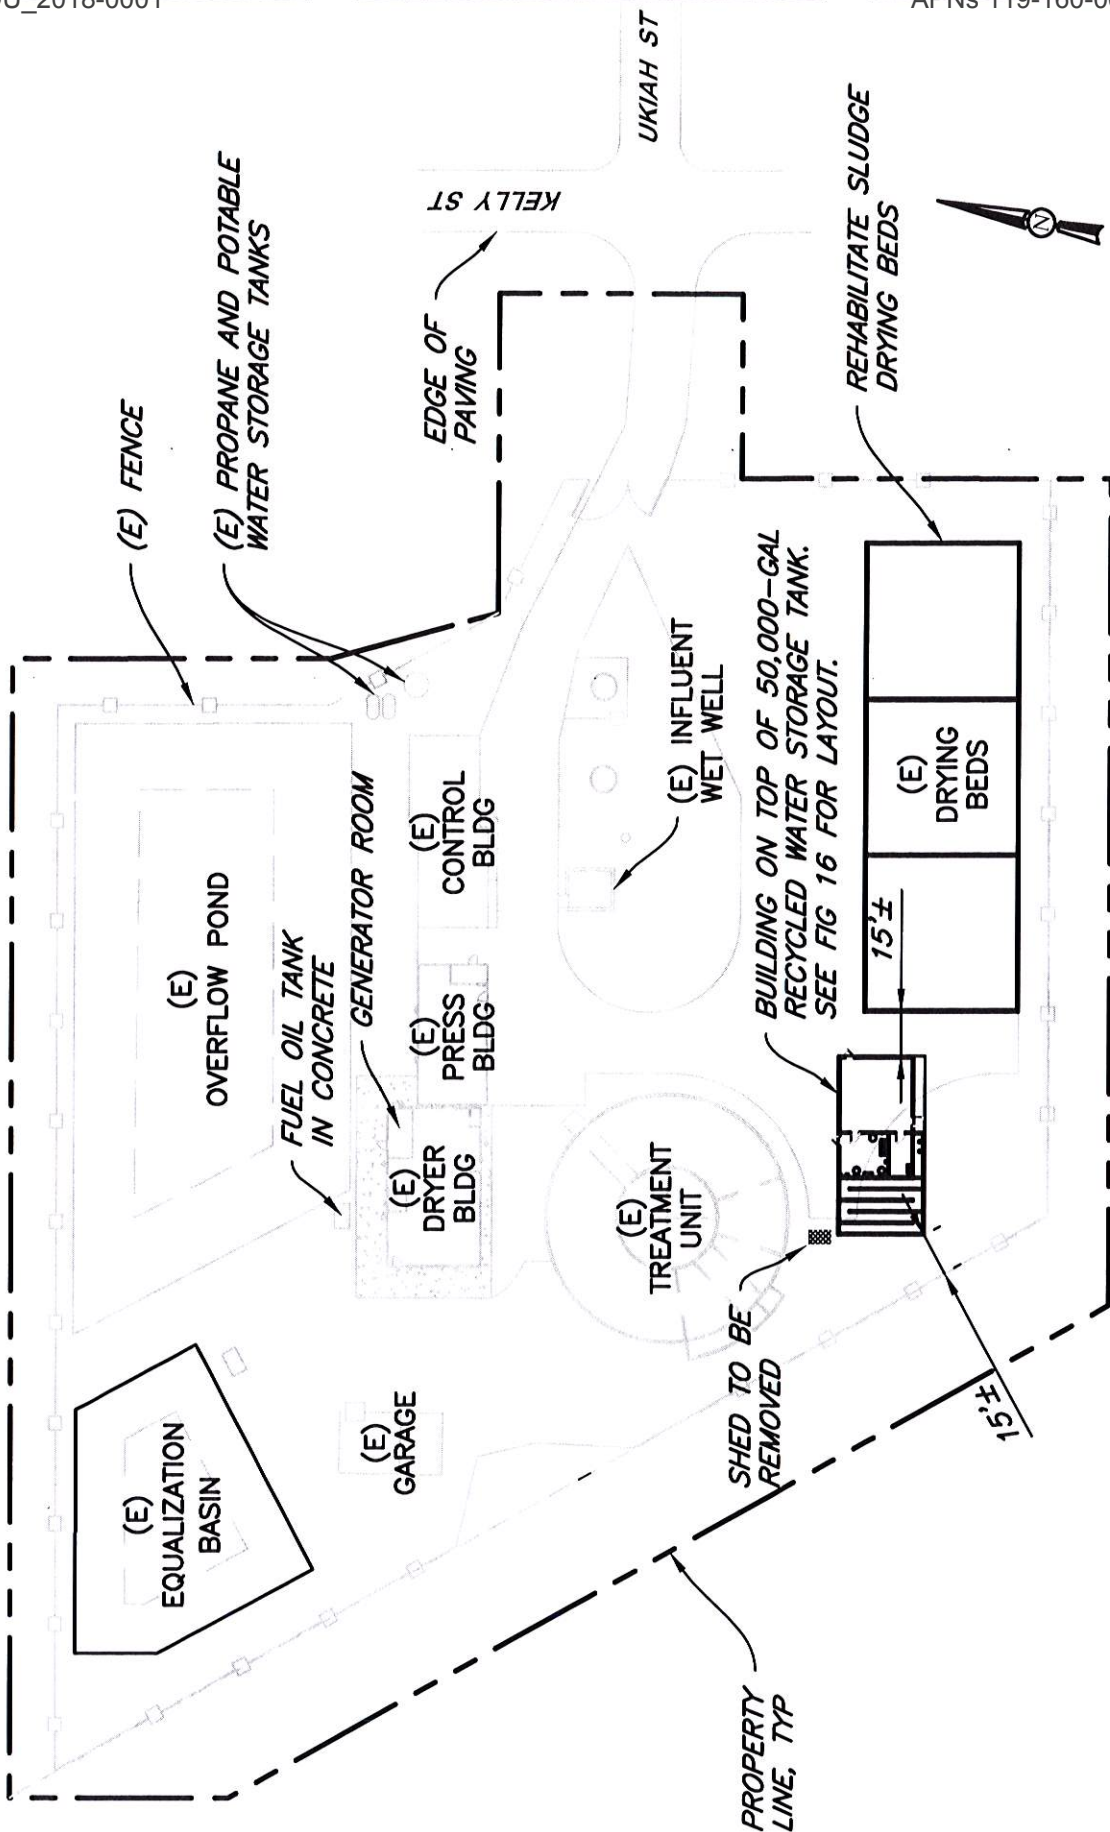 U_2018-0001
APNs 119-160-0
(E) FENCE
(E) PROPANE AND POTABLE
WATER STORAGE TANKS
EDGE OF
PAVING
KELLY ST
UKIAH ST
(E)
OVERFLOW POND
FUEL OIL TANK
IN CONCRETE
GENERATOR ROOM
(E)
EQUALIZATION
BASIN
(E)
GARAGE
(E)
DRYER
BLDG
(E)
PRESS
BLDG
(E)
CONTROL
BLDG
(E) INFLUENT
WET WELL
(E)
TREATMENT
UNIT
SHED TO BE
REMOVED
BUILDING ON TOP OF 50,000-GAL
RECYCLED WATER STORAGE TANK.
SEE FIG 16 FOR LAYOUT.
REHABILITATE SLUDGE
DRYING BEDS
(E)
DRYING
BEDS
15'±
15'±
PROPERTY
LINE, TYP
N